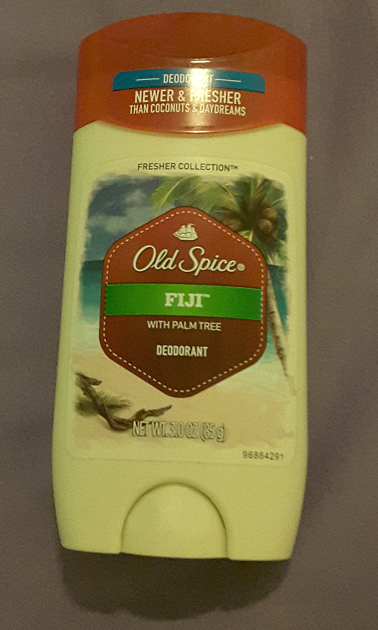 DEODORANT
NEWER & FRESHER
THAN COCONUTS & DAYDREAMS
FRESHER COLLECTION™
Old Spice®
FIJI™
WITH PALM TREE
DEODORANT
NET WT. 3.0 OZ (85 g)
96864291